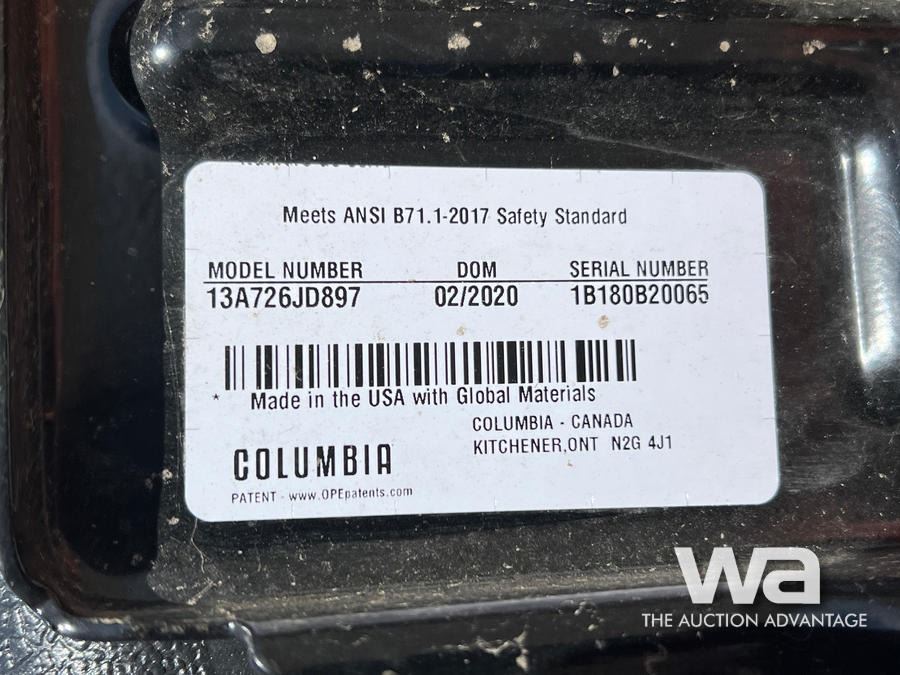 Meets ANSI B71.1-2017 Safety Standard
MODEL NUMBER DOM SERIAL NUMBER
13A726JD897 02/2020 1B180B20065
* Made in the USA with Global Materials
COLUMBIA - CANADA
KITCHENER,ONT N2G 4J1
COLUMBIA
PATENT - www.OPEpatents.com
wa
THE AUCTION ADVANTAGE